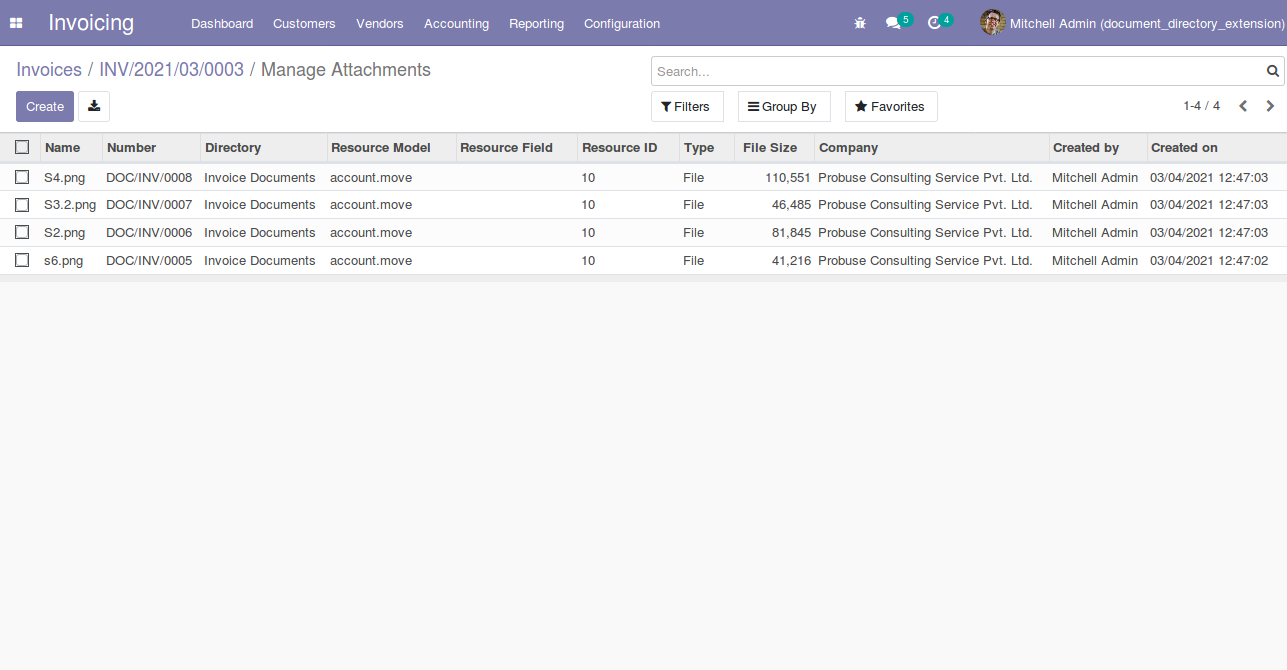 Invoicing Dashboard Customers Vendors Accounting Reporting Configuration 5 4 Mitchell Admin (document_directory_extension)
Invoices / INV/2021/03/0003 / Manage Attachments Search...
Create Filters Group By Favorites 1-4 / 4
Name Number Directory Resource Model Resource Field Resource ID Type File Size Company Created by Created on
S4.png DOC/INV/0008 Invoice Documents account.move 10 File 110,551 Probuse Consulting Service Pvt. Ltd. Mitchell Admin 03/04/2021 12:47:03
S3.2.png DOC/INV/0007 Invoice Documents account.move 10 File 46,485 Probuse Consulting Service Pvt. Ltd. Mitchell Admin 03/04/2021 12:47:03
S2.png DOC/INV/0006 Invoice Documents account.move 10 File 81,845 Probuse Consulting Service Pvt. Ltd. Mitchell Admin 03/04/2021 12:47:03
s6.png DOC/INV/0005 Invoice Documents account.move 10 File 41,216 Probuse Consulting Service Pvt. Ltd. Mitchell Admin 03/04/2021 12:47:02